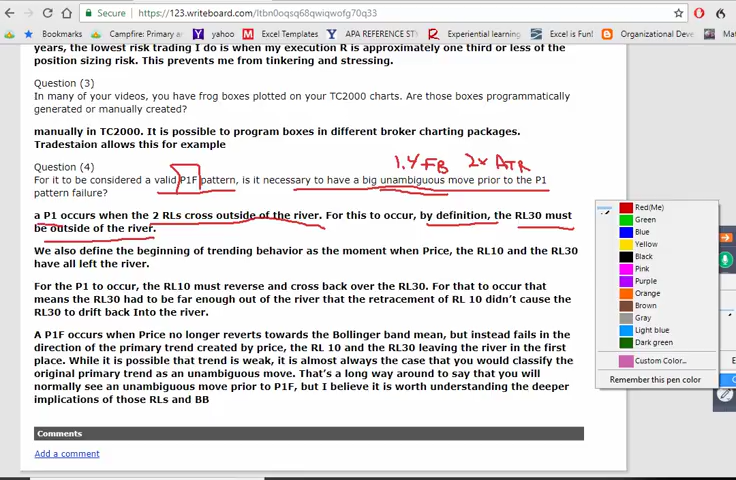 Secure
https://123.writeboard.com/ltbn0oqsq68qwiqwofg70q33
Bookmarks
Campfire: Primary a
yahoo
Excel Templates
APA REFERENCE ST
Experiential learning
Excel is Fun!
Organizational Do
years, the lowest risk trading I do is when my execution R is approximately one third or less of the
position sizing risk. This prevents me from tinkering and stressing.
Question (3)
In many of your videos, you have frog boxes plotted on your TC2000 charts. Are those boxes programmatically
generated or manually created?
manually in TC2000. It is possible to program boxes in different broker charting packages.
Tradestaion allows this for example
Question (4)
1.4 FB 2x ATR
For it to be considered a valid P1F pattern, is it necessary to have a big unambiguous move prior to the P1
pattern failure?
a P1 occurs when the 2 RLs cross outside of the river. For this to occur, by definition, the RL30 must
be outside of the river.
We also define the beginning of trending behavior as the moment when Price, the RL10 and the RL30
have all left the river.
For the P1 to occur, the RL10 must reverse and cross back over the RL30. For that to occur that
means the RL30 had to be far enough out of the river that the retracement of RL 10 didn't cause the
RL30 to drift back Into the river.
A P1F occurs when Price no longer reverts towards the Bollinger band mean, but instead fails in the
direction of the primary trend created by price, the RL 10 and the RL30 leaving the river in the first
place. While it is possible that trend is weak, it is almost always the case that you would classify the
original primary trend as an unambiguous move. That's a long way around to say that you will
normally see an unambiguous move prior to P1F, but I believe it is worth understanding the deeper
implications of those RLs and BB
Comments
Add a comment
Red(Me)
Green
Blue
Yellow
Black
Pink
Purple
Orange
Brown
Gray
Light blue
Dark green
Custom Color...
Remember this pen color